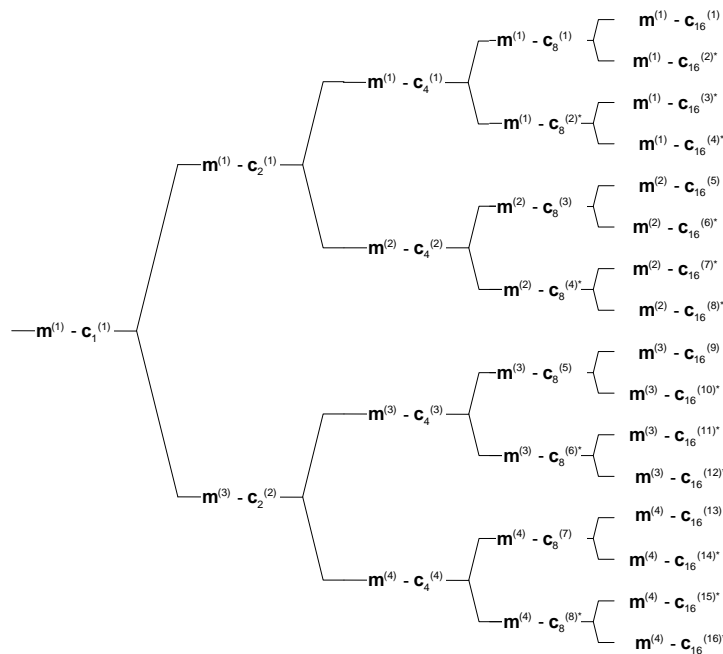 m⁽¹⁾ - c₁⁽¹⁾
m⁽¹⁾ - c₂⁽¹⁾
m⁽³⁾ - c₂⁽²⁾
m⁽¹⁾ - c₄⁽¹⁾
m⁽²⁾ - c₄⁽²⁾
m⁽³⁾ - c₄⁽³⁾
m⁽⁴⁾ - c₄⁽⁴⁾
m⁽¹⁾ - c₈⁽¹⁾
m⁽¹⁾ - c₈⁽²⁾*
m⁽²⁾ - c₈⁽³⁾
m⁽²⁾ - c₈⁽⁴⁾*
m⁽³⁾ - c₈⁽⁵⁾
m⁽³⁾ - c₈⁽⁶⁾*
m⁽⁴⁾ - c₈⁽⁷⁾
m⁽⁴⁾ - c₈⁽⁸⁾*
m⁽¹⁾ - c₁₆⁽¹⁾
m⁽¹⁾ - c₁₆⁽²⁾*
m⁽¹⁾ - c₁₆⁽³⁾*
m⁽¹⁾ - c₁₆⁽⁴⁾*
m⁽²⁾ - c₁₆⁽⁵⁾
m⁽²⁾ - c₁₆⁽⁶⁾*
m⁽²⁾ - c₁₆⁽⁷⁾*
m⁽²⁾ - c₁₆⁽⁸⁾*
m⁽³⁾ - c₁₆⁽⁹⁾
m⁽³⁾ - c₁₆⁽¹⁰⁾*
m⁽³⁾ - c₁₆⁽¹¹⁾*
m⁽³⁾ - c₁₆⁽¹²⁾
m⁽⁴⁾ - c₁₆⁽¹³⁾
m⁽⁴⁾ - c₁₆⁽¹⁴⁾*
m⁽⁴⁾ - c₁₆⁽¹⁵⁾*
m⁽⁴⁾ - c₁₆⁽¹⁶⁾